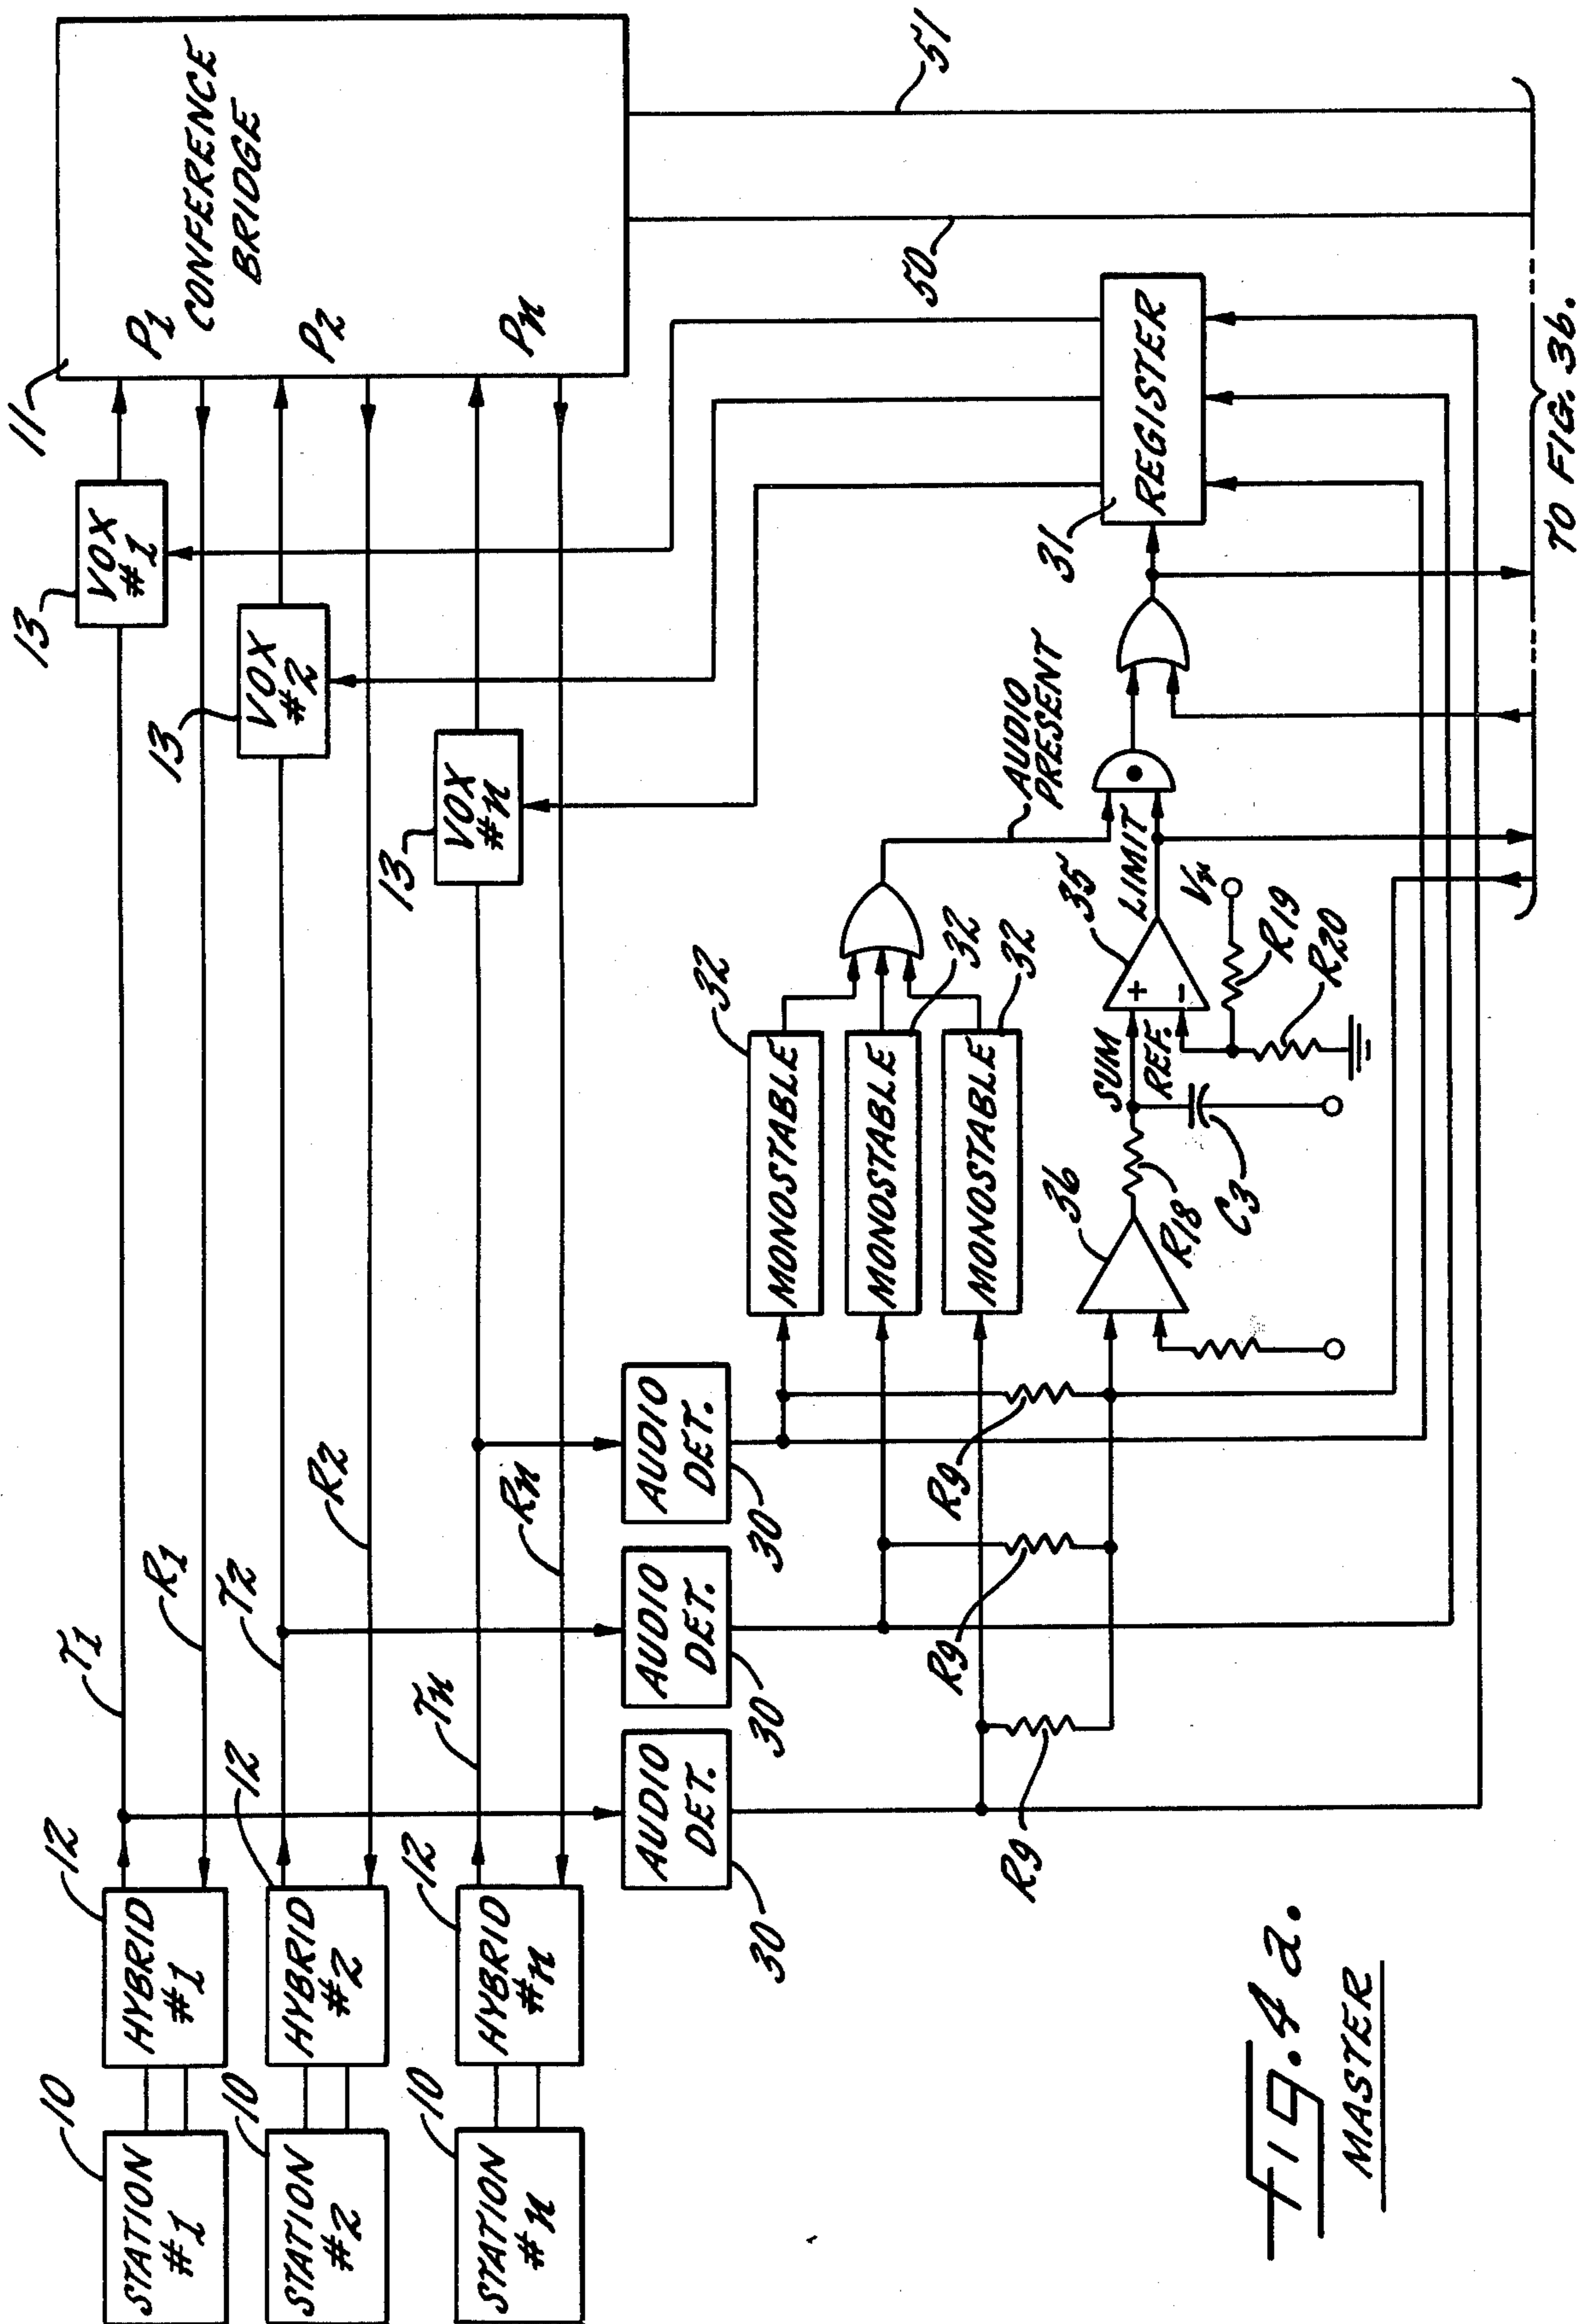 11
P1
CONFERENCE
BRIDGE
P2
Pn
51
50
13
VOX
#1
13
VOX
#2
13
VOX
#n
T1
R1
T2
R2
Tn
Rn
10
STATION
#1
12
HYBRID
#1
10
STATION
#2
12
HYBRID
#2
10
STATION
#n
12
HYBRID
#n
AUDIO
DET.
30
AUDIO
DET.
30
AUDIO
DET.
30
R9
R9
R9
MONOSTABLE
32
MONOSTABLE
32
MONOSTABLE
32
AUDIO
PRESENT
36
R18
C3
SUM
REF.
+
-
35
LIMIT
Vr
R19
R20
31
REGISTER
TO FIG. 3b.
Fig. 4a.
MASTER